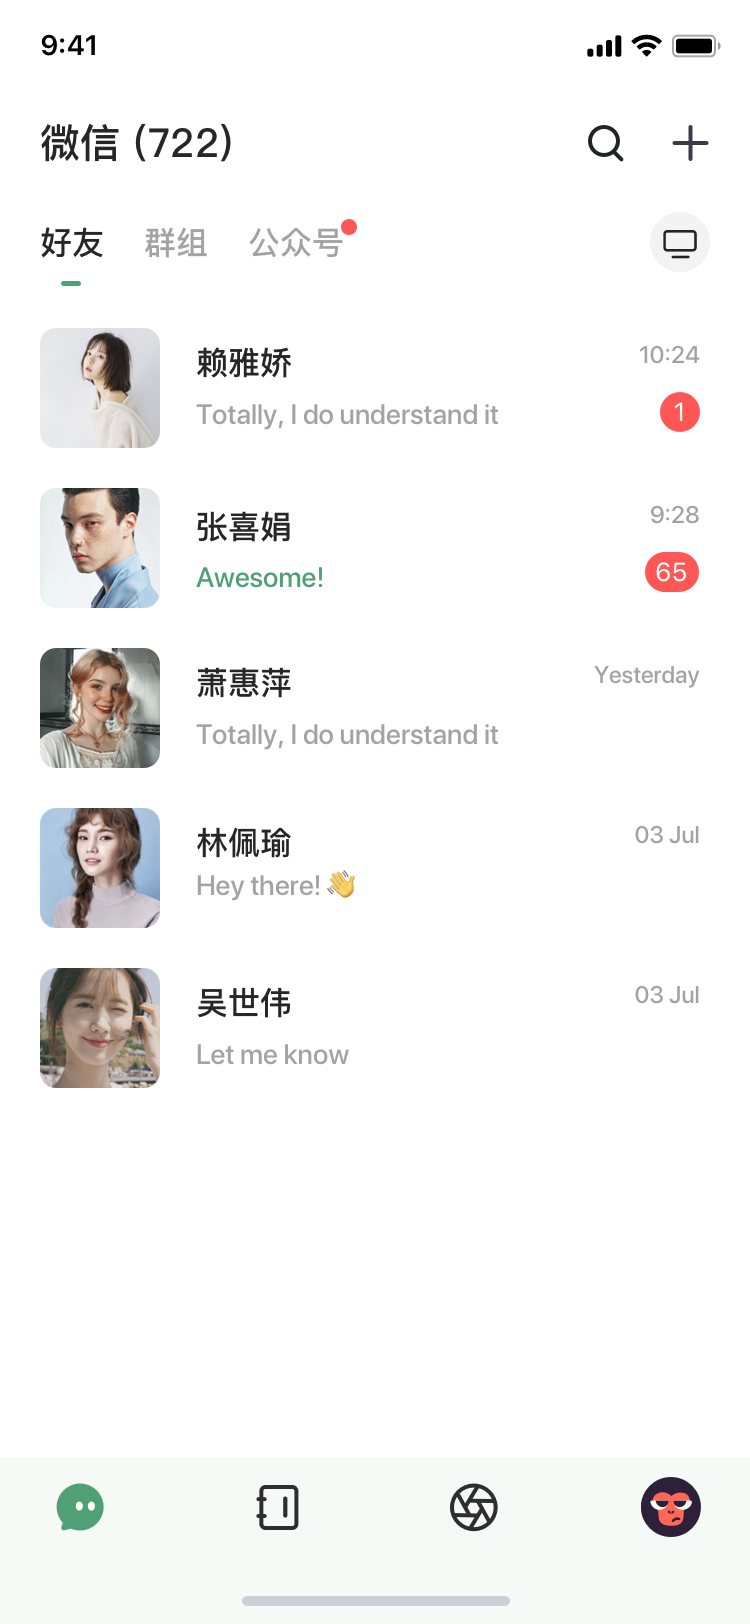 9:41
微信 (722)
好友 群组 公众号
赖雅娇 10:24
Totally, I do understand it 1
张喜娟 9:28
Awesome! 65
萧惠萍 Yesterday
Totally, I do understand it
林佩瑜 03 Jul
Hey there! 👋
吴世伟 03 Jul
Let me know